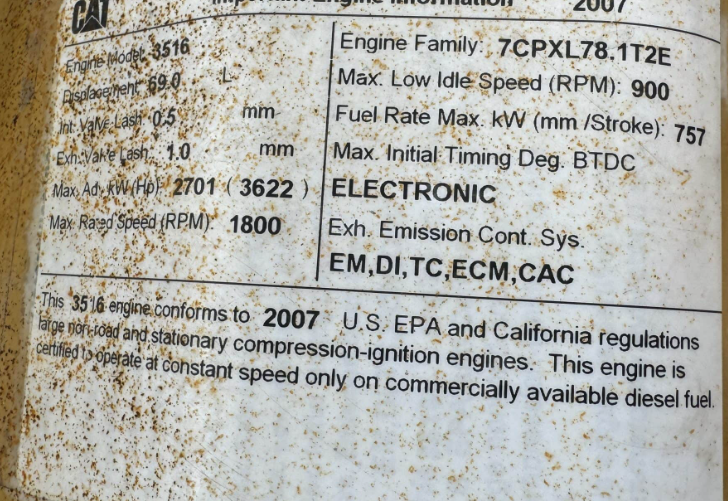 CAT Important Engine Information 2007
Engine Model: 3516
Displacement: 69.0 L
Int. Valve Lash: 0.5 mm
Exh. Valve Lash: 1.0 mm
Max. Adv. kW (Hp): 2701 ( 3622 )
Max. Rated Speed (RPM): 1800
Engine Family: 7CPXL78.1T2E
Max. Low Idle Speed (RPM): 900
Fuel Rate Max. kW (mm /Stroke): 757
Max. Initial Timing Deg. BTDC
ELECTRONIC
Exh. Emission Cont. Sys.
EM,DI,TC,ECM,CAC
This 3516 engine conforms to 2007 U.S. EPA and California regulations
large non-road and stationary compression-ignition engines. This engine is
certified to operate at constant speed only on commercially available diesel fuel.